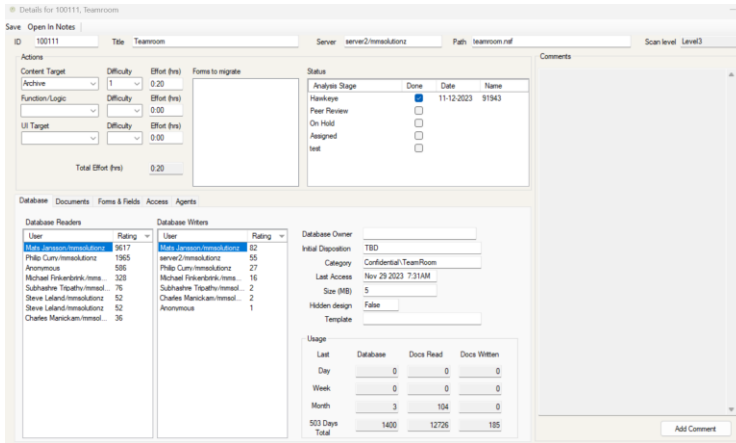 Details for 100111, Teamroom
Save Open In Notes
ID 100111 Title Teamroom Server server2/mmsolutionz Path teamroom.nsf Scan level Level3
Actions
Content Target Difficulty Effort (hrs) Forms to migrate
Archive 1 0:20
Function/Logic Difficulty Effort (hrs)
0:00
UI Target Difficulty Effort (hrs)
0:00
Total Effort (hrs) 0:20
Status
Analysis Stage Done Date Name
Hawkeye 11-12-2023 91943
Peer Review
On Hold
Assigned
test
Comments
Database Documents Forms & Fields Access Agents
Database Readers
User Rating
Mats Jansson/mmsolutionz 9617
Philip Curry/mmsolutionz 1965
Anonymous 586
Michael Finkenbrink/mms... 328
Subhashre Tripathy/mmsol... 76
Steve Leland/mmsolutionz 52
Steve Leland/mmsolutionz 52
Charles Manickam/mmsol... 36
Database Writers
User Rating
Mats Jansson/mmsolutionz 82
server2/mmsolutionz 55
Philip Curry/mmsolutionz 27
Michael Finkenbrink/mms... 16
Subhashre Tripathy/mmsol... 2
Charles Manickam/mmsol... 2
Anonymous 1
Database Owner
Initial Disposition TBD
Category Confidential\TeamRoom
Last Access Nov 29 2023 7:31AM
Size (MB) 5
Hidden design False
Template
Usage
Last Database Docs Read Docs Written
Day 0 0 0
Week 0 0 0
Month 3 104 0
503 Days Total 1400 12726 185
Add Comment